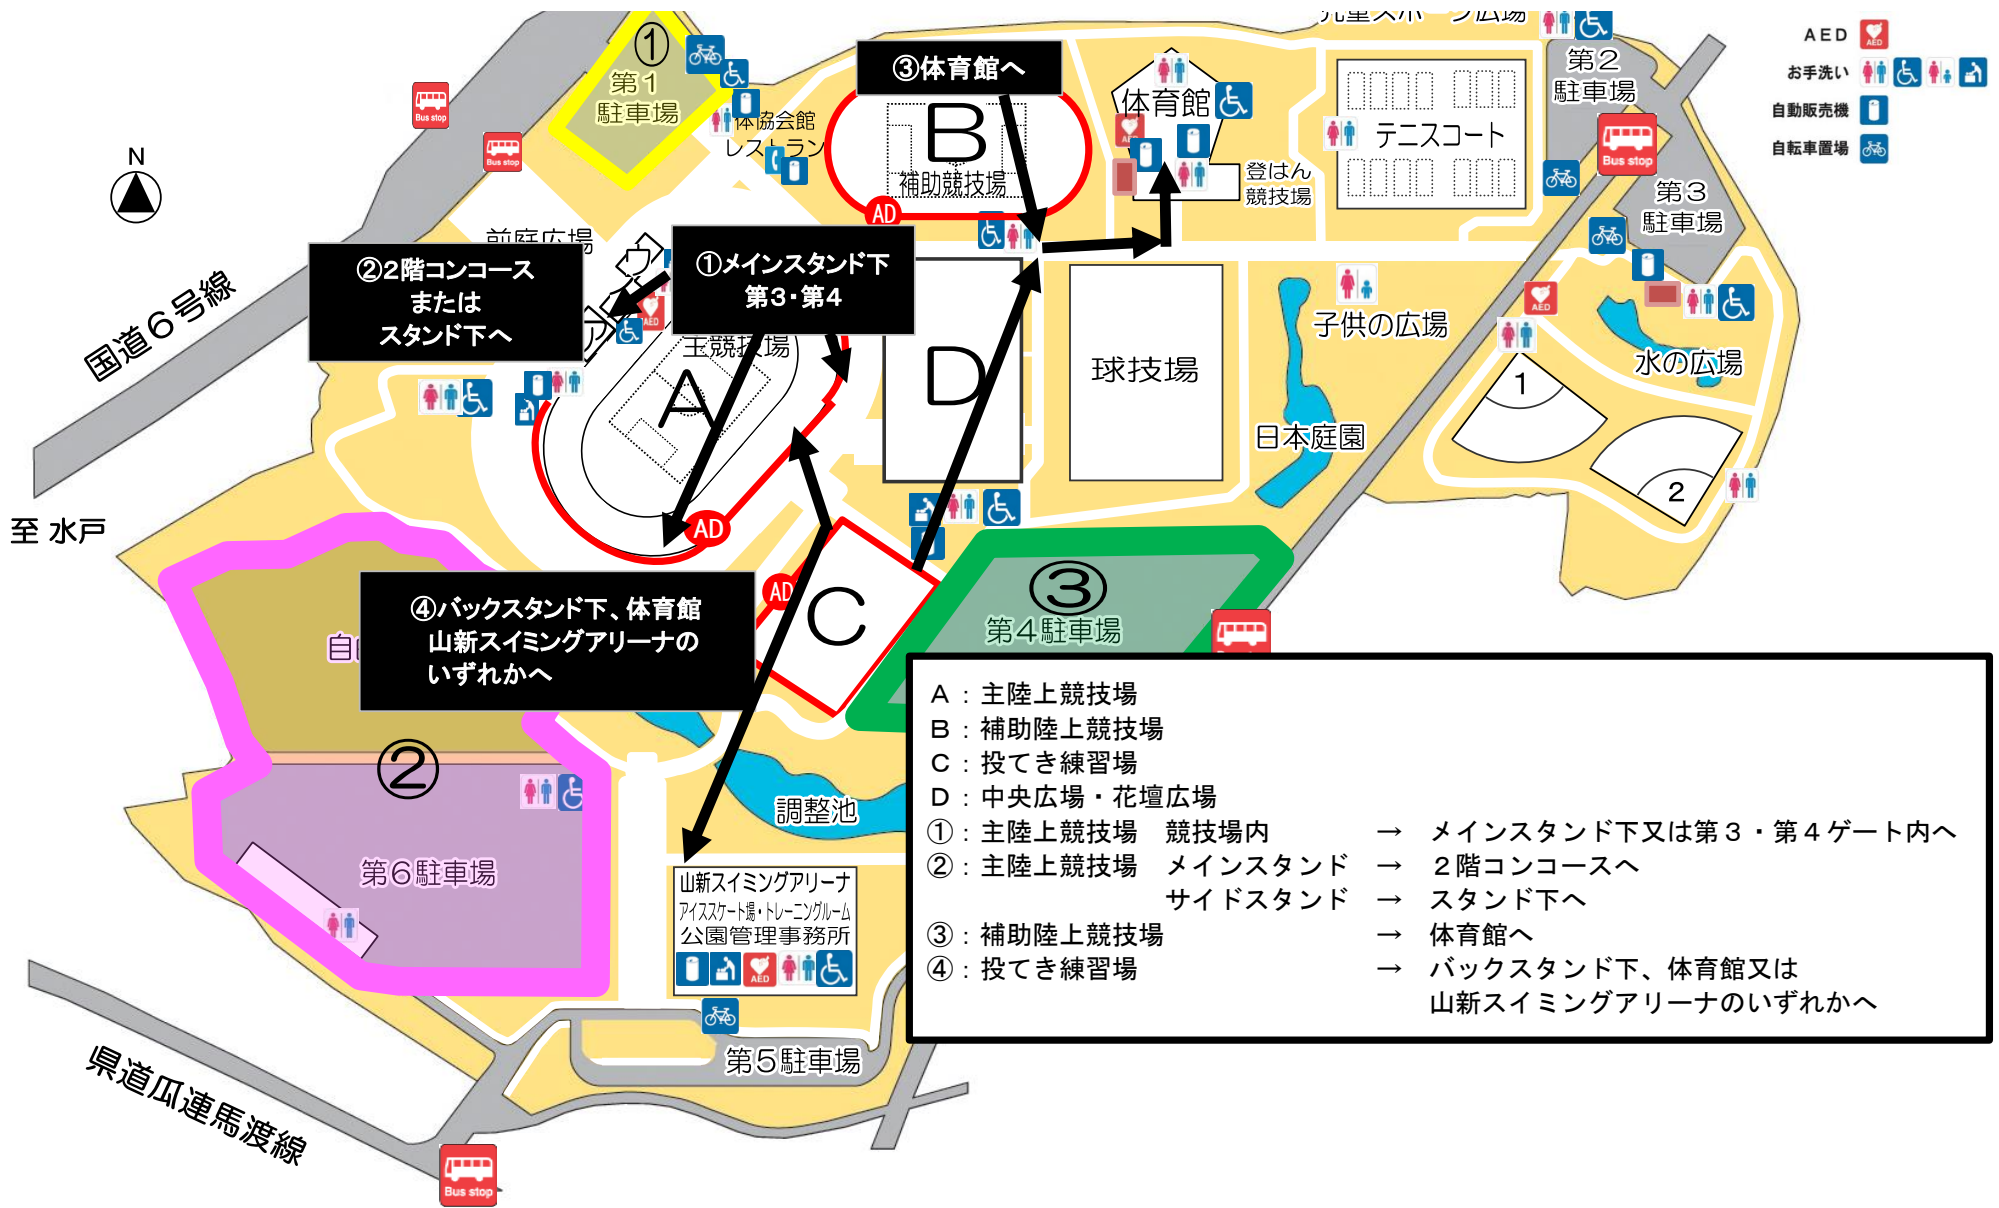 ①
第１
駐車場
Bus stop
Bus stop
N
国道６号線
至 水戸
体協会館
レストラン
③体育館へ
B
補助競技場
AD
体育館
AED
登はん
競技場
テニスコート
第２
駐車場
Bus stop
第３
駐車場
AED
お手洗い
自動販売機
自転車置場
前庭広場
②２階コンコース
または
スタンド下へ
①メインスタンド下
第３・第４
AED
主競技場
A
AD
D
球技場
子供の広場
日本庭園
AED
水の広場
1
2
④バックスタンド下、体育館
山新スイミングアリーナの
いずれかへ
AD
C
③
第４駐車場
②
第６駐車場
調整池
山新スイミングアリーナ
アイススケート場・トレーニングルーム
公園管理事務所
AED
第５駐車場
県道瓜連馬渡線
Bus stop
Ａ：主陸上競技場
Ｂ：補助陸上競技場
Ｃ：投てき練習場
Ｄ：中央広場・花壇広場
①：主陸上競技場　競技場内　→　メインスタンド下又は第３・第４ゲート内へ
②：主陸上競技場　メインスタンド　→　２階コンコースへ
サイドスタンド　→　スタンド下へ
③：補助陸上競技場　→　体育館へ
④：投てき練習場　→　バックスタンド下、体育館又は
山新スイミングアリーナのいずれかへ